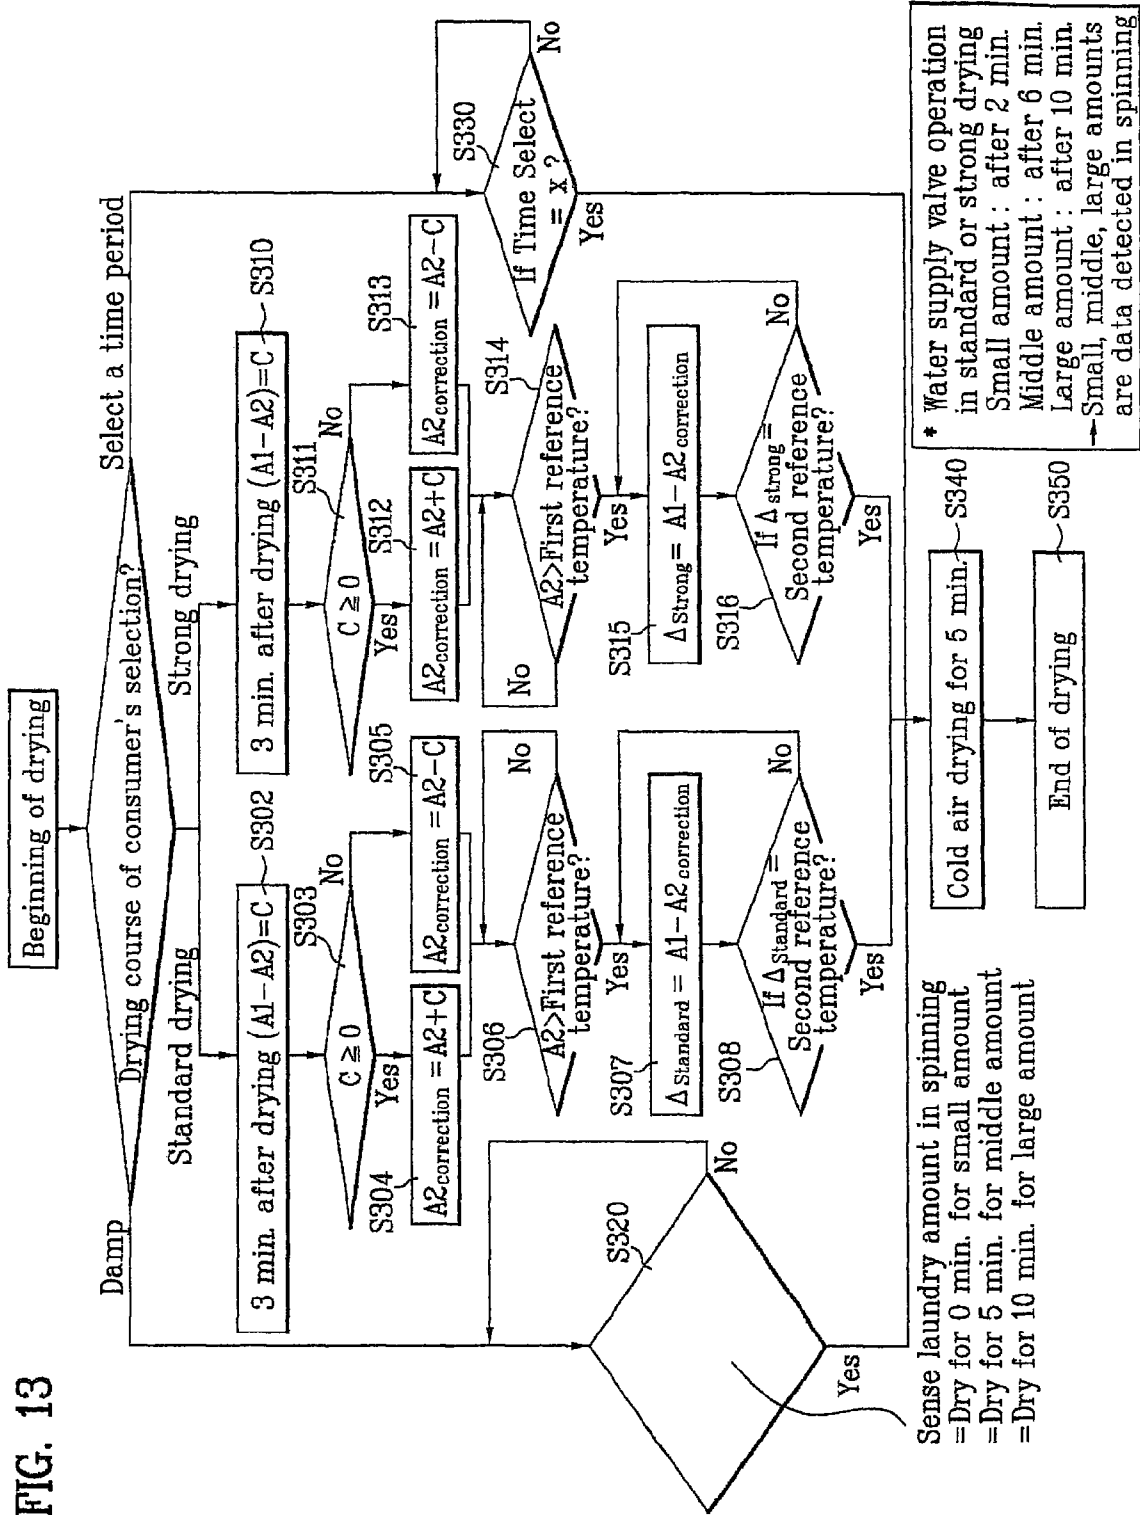 FIG. 13
Beginning of drying
Drying course of consumer's selection?
Damp
Standard drying
Strong drying
Select a time period
3 min. after drying (A1-A2)=C
S302
C ≧ 0
S303
Yes
No
S304
A2correction = A2+C
S305
A2correction = A2-C
S306
A2>First reference
temperature?
No
Yes
S307
Δ Standard = A1-A2 correction
S308
If Δ Standard =
Second reference
temperature?
No
Yes
3 min. after drying (A1-A2)=C
S310
C ≧ 0
S311
Yes
No
S312
A2correction = A2+C
S313
A2correction = A2-C
S314
A2>First reference
temperature?
No
Yes
S315
Δ Strong = A1-A2 correction
S316
If Δ strong =
Second reference
temperature?
No
Yes
S320
No
Yes
Sense laundry amount in spinning
=Dry for 0 min. for small amount
=Dry for 5 min. for middle amount
=Dry for 10 min. for large amount
S330
If Time Select
= x ?
No
Yes
Cold air drying for 5 min.
S340
End of drying
S350
* Water supply valve operation
in standard or strong drying
Small amount : after 2 min.
Middle amount : after 6 min.
Large amount : after 10 min.
→Small, middle, large amounts
are data detected in spinning